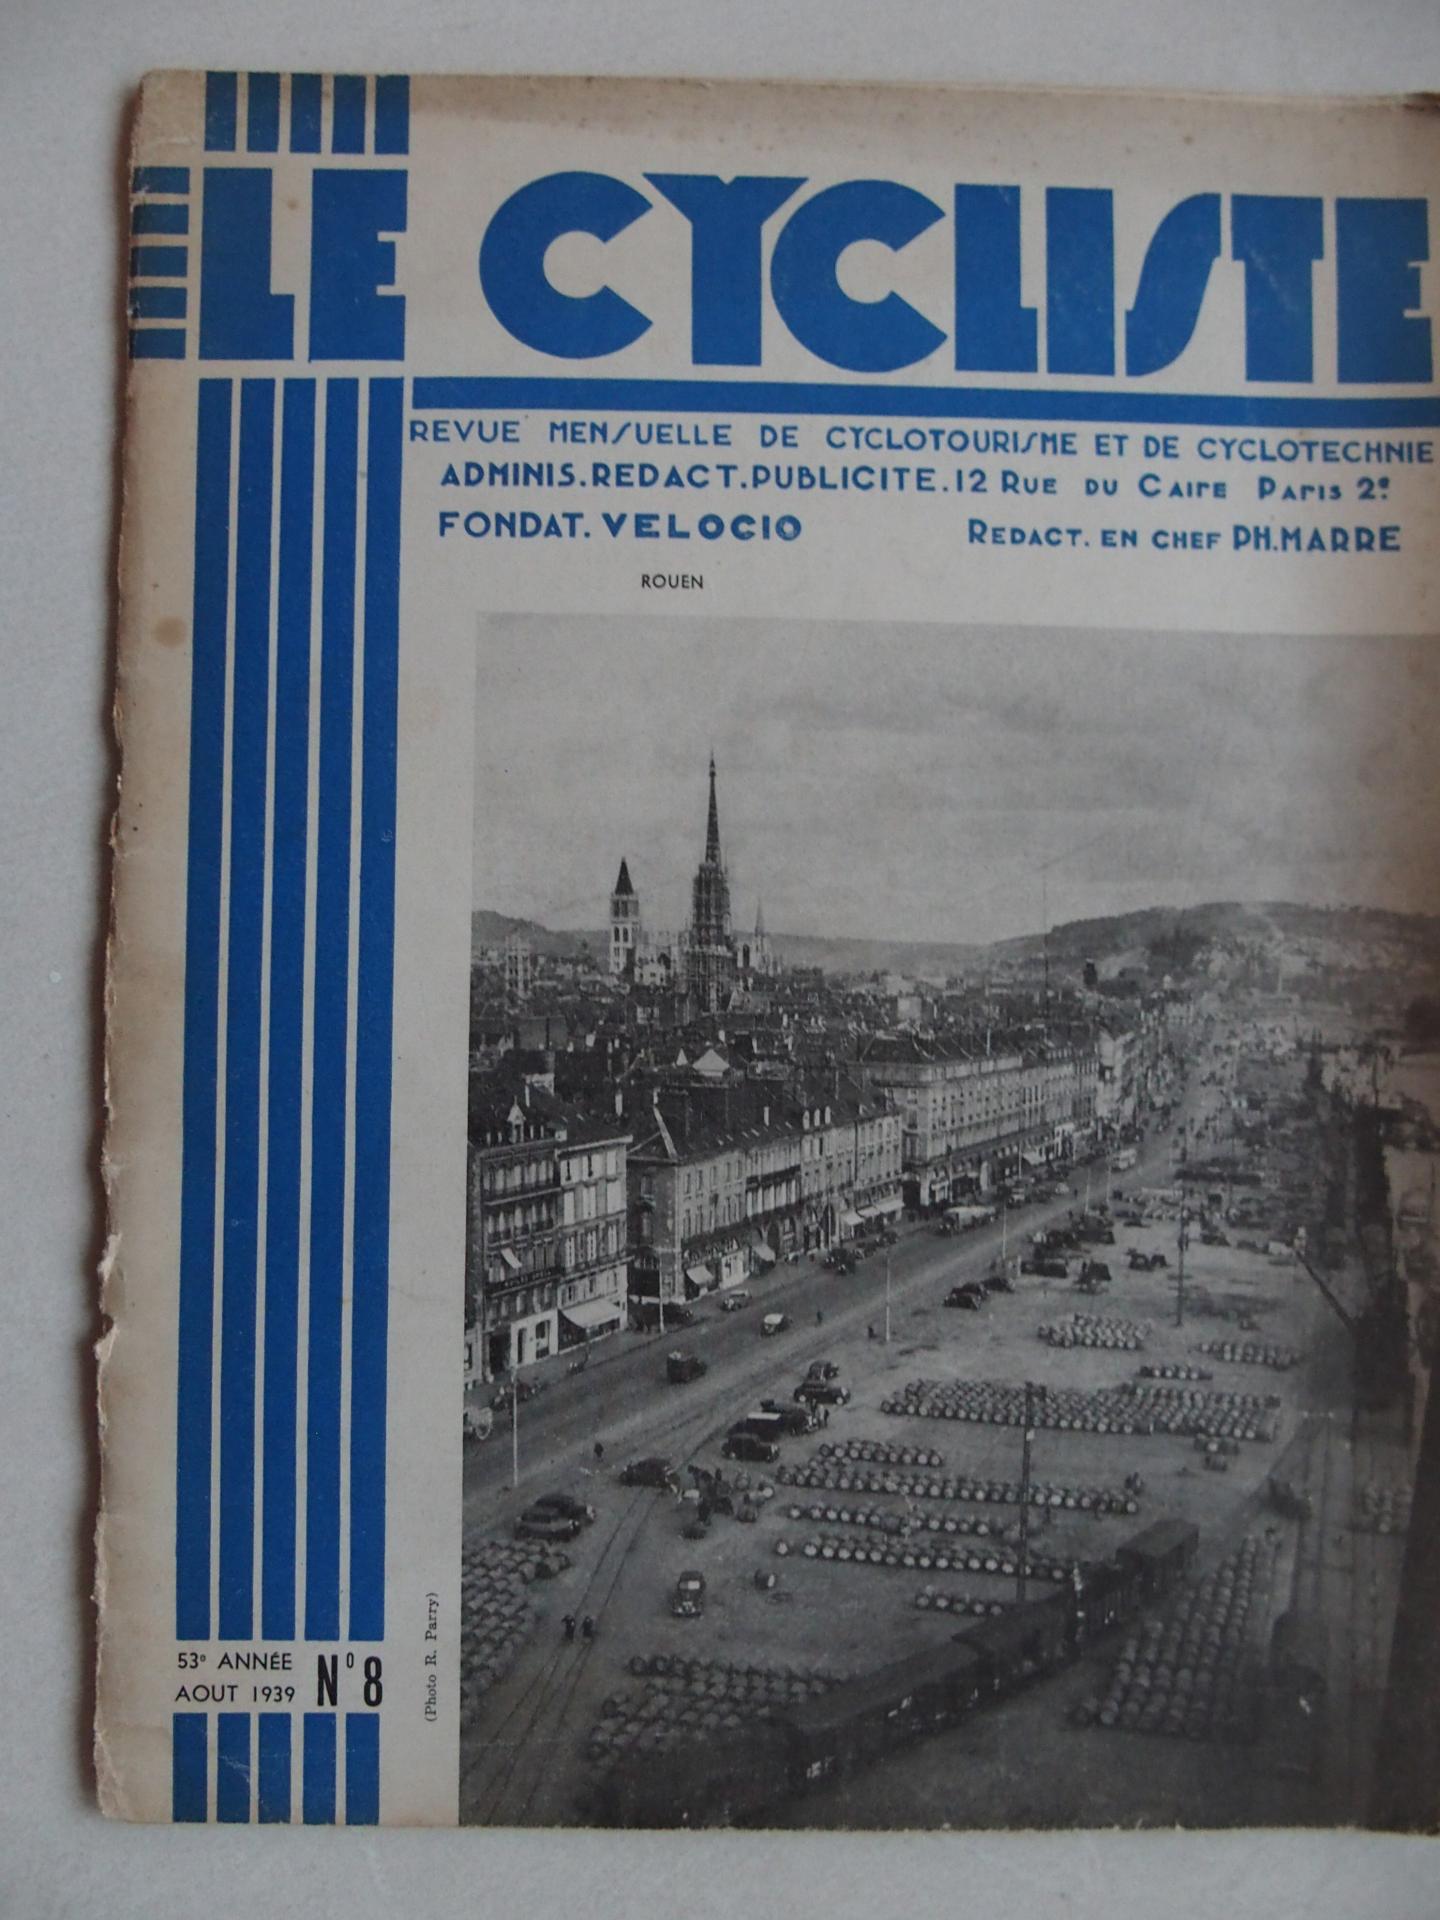 LE CYCLISTE
REVUE MENSUELLE DE CYCLOTOURISME ET DE CYCLOTECHNIE
ADMINIS.REDACT.PUBLICITE.12 RUE DU CAIRE PARIS 2e
FONDAT. VELOCIO REDACT. EN CHEF PH.MARRE
ROUEN
(Photo R. Parry)
53e ANNÉE
AOUT 1939 No 8